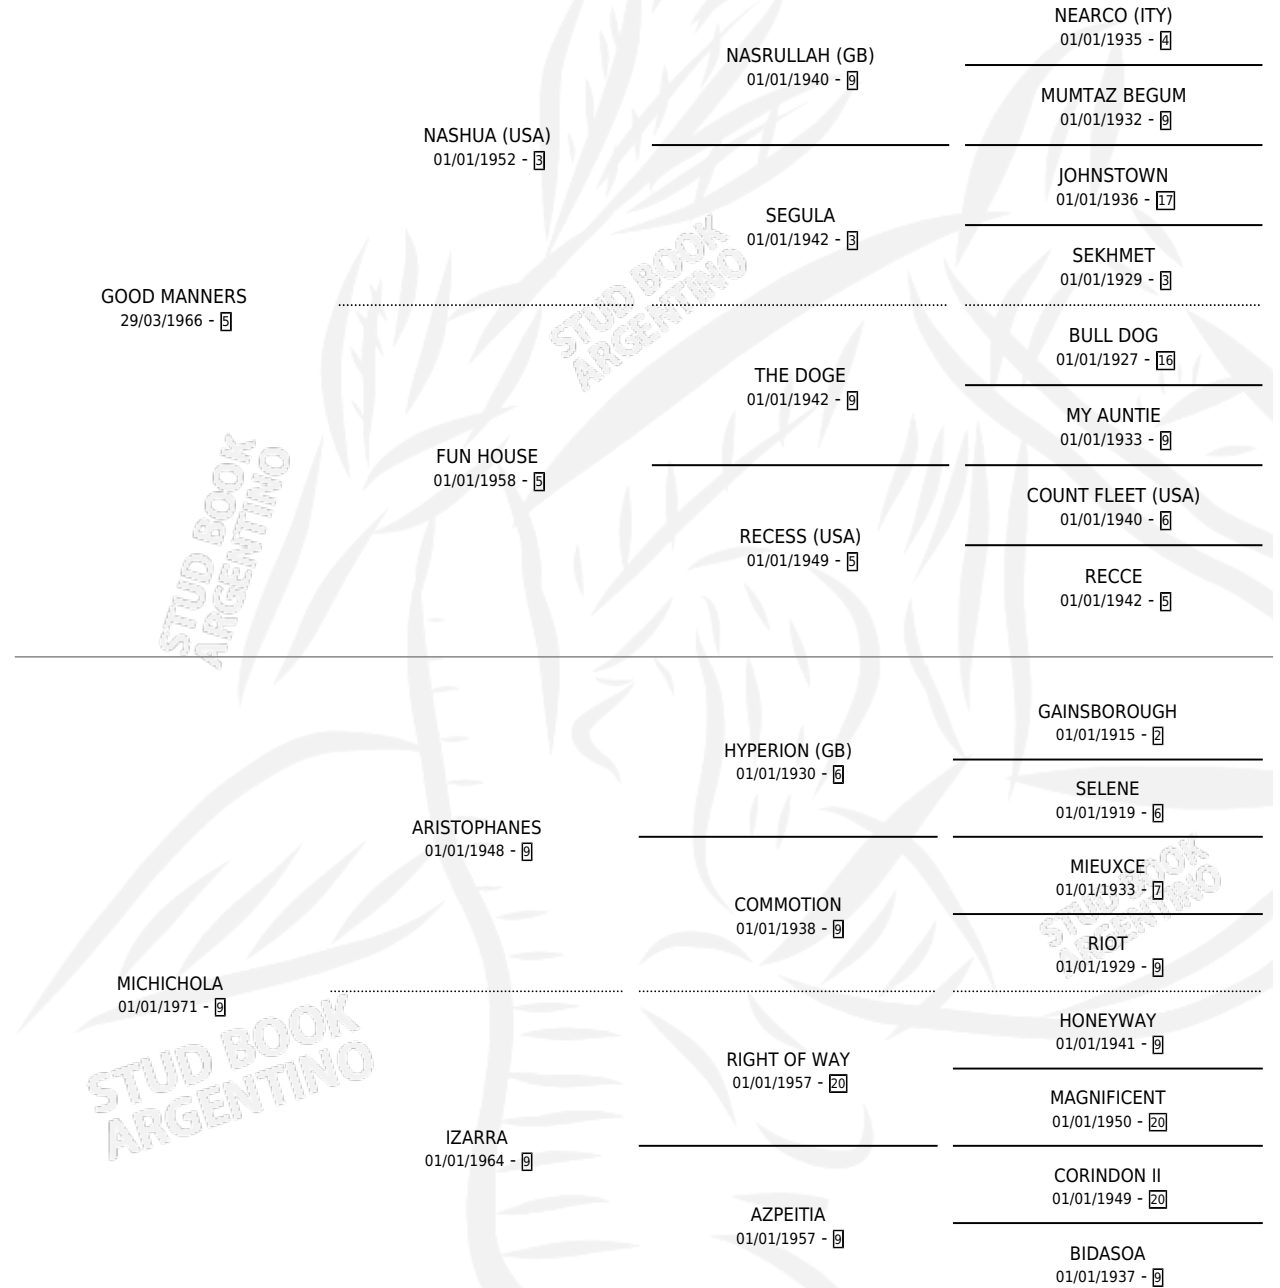 NEARCO (ITY)
01/01/1935 - 4
NASRULLAH (GB)
01/01/1940 - 9
MUMTAZ BEGUM
01/01/1932 - 9
NASHUA (USA)
01/01/1952 - 3
JOHNSTOWN
01/01/1936 - 17
SEGULA
01/01/1942 - 3
SEKHMET
01/01/1929 - 3
GOOD MANNERS
29/03/1966 - 5
BULL DOG
01/01/1927 - 16
THE DOGE
01/01/1942 - 9
MY AUNTIE
01/01/1933 - 9
FUN HOUSE
01/01/1958 - 5
COUNT FLEET (USA)
01/01/1940 - 6
RECESS (USA)
01/01/1949 - 5
RECCE
01/01/1942 - 5
GAINSBOROUGH
01/01/1915 - 2
HYPERION (GB)
01/01/1930 - 6
SELENE
01/01/1919 - 6
ARISTOPHANES
01/01/1948 - 9
MIEUXCE
01/01/1933 - 7
COMMOTION
01/01/1938 - 9
RIOT
01/01/1929 - 9
MICHICHOLA
01/01/1971 - 9
HONEYWAY
01/01/1941 - 9
RIGHT OF WAY
01/01/1957 - 20
MAGNIFICENT
01/01/1950 - 20
IZARRA
01/01/1964 - 9
CORINDON II
01/01/1949 - 20
AZPEITIA
01/01/1957 - 9
BIDASOA
01/01/1937 - 9
STUD BOOK
ARGENTINO
STUD BOOK
ARGENTINO
STUD BOOK
ARGENTINO
STUD BOOK
ARGENTINO